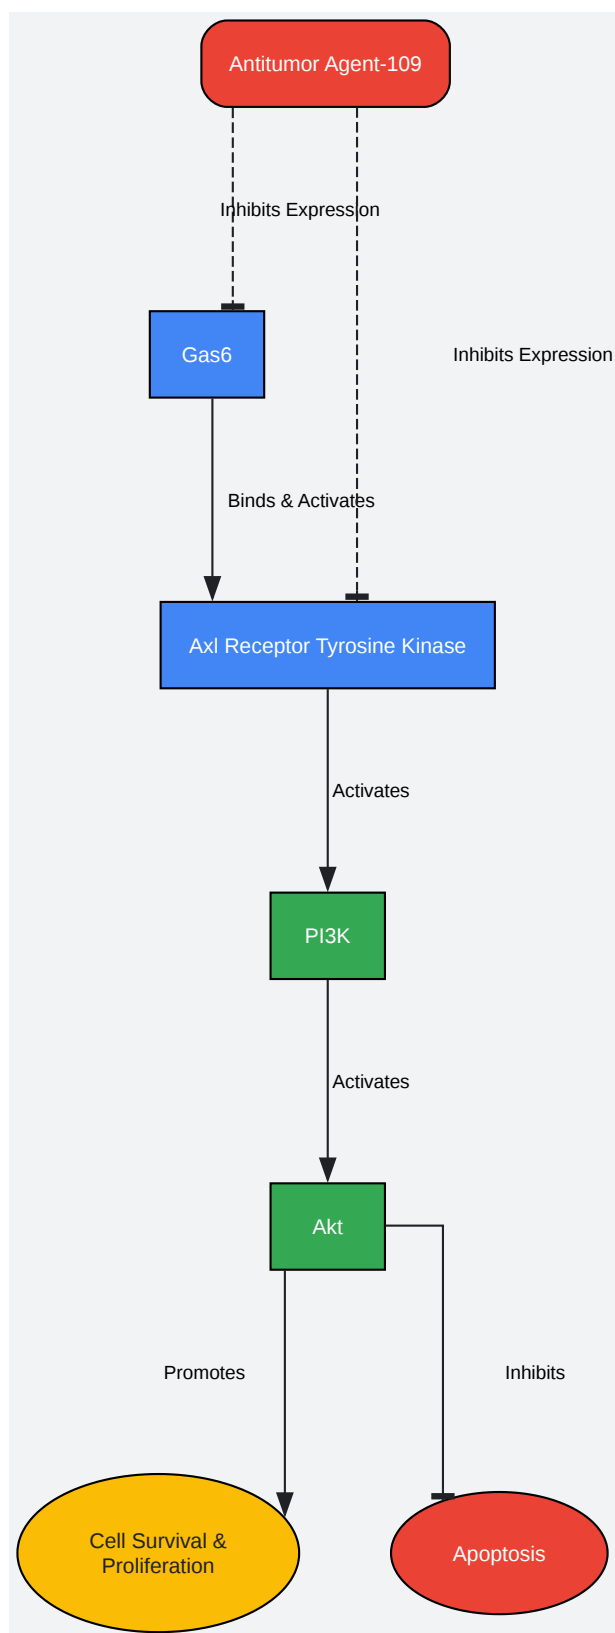 Antitumor Agent-109
Inhibits Expression
Gas6
Inhibits Expression
Binds & Activates
Axl Receptor Tyrosine Kinase
Activates
PI3K
Activates
Akt
Promotes
Inhibits
Cell Survival &
Proliferation
Apoptosis